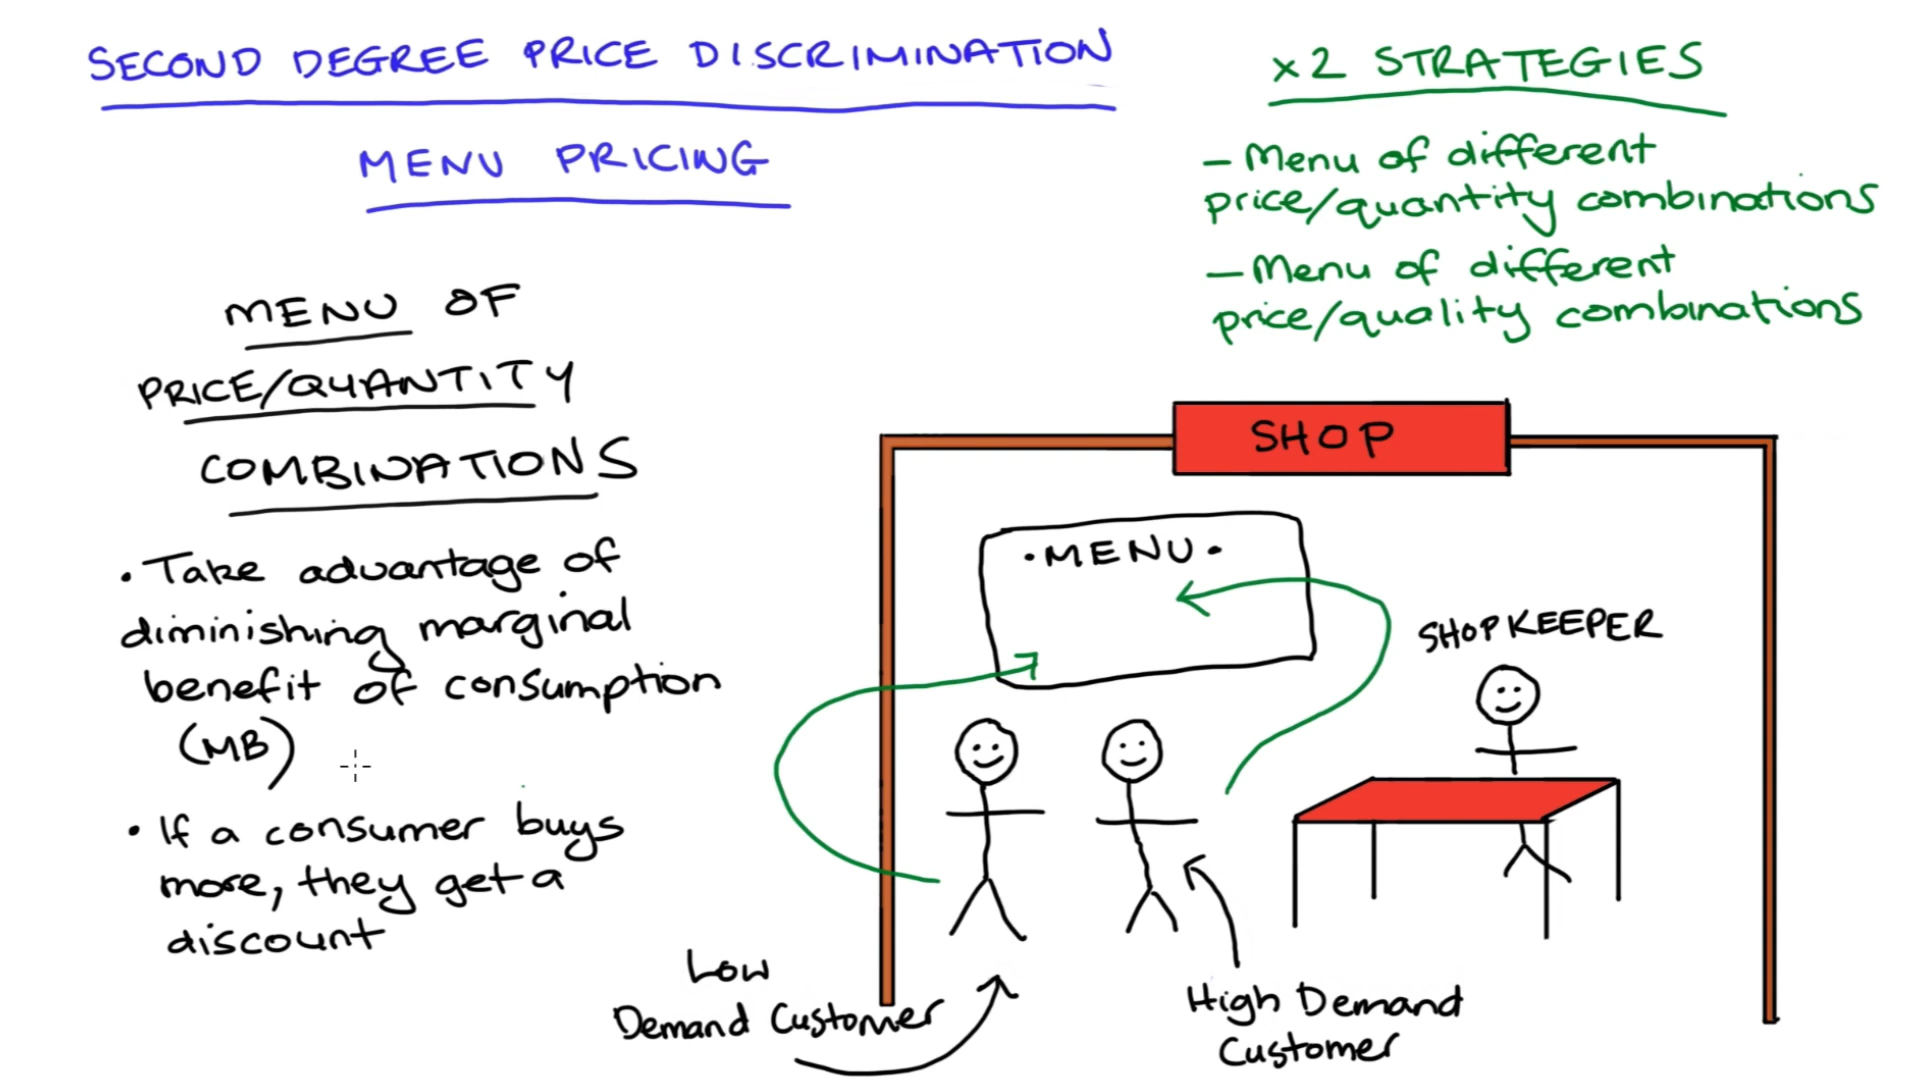 SECOND DEGREE PRICE DISCRIMINATION
MENU PRICING
x2 STRATEGIES
- Menu of different
price/quantity combinations
- Menu of different
price/quality combinations
MENU OF
PRICE/QUANTITY
COMBINATIONS
• Take advantage of
diminishing marginal
benefit of consumption
(MB)
• If a consumer buys
more, they get a
discount
SHOP
• MENU •
SHOPKEEPER
Low
Demand Customer
High Demand
Customer